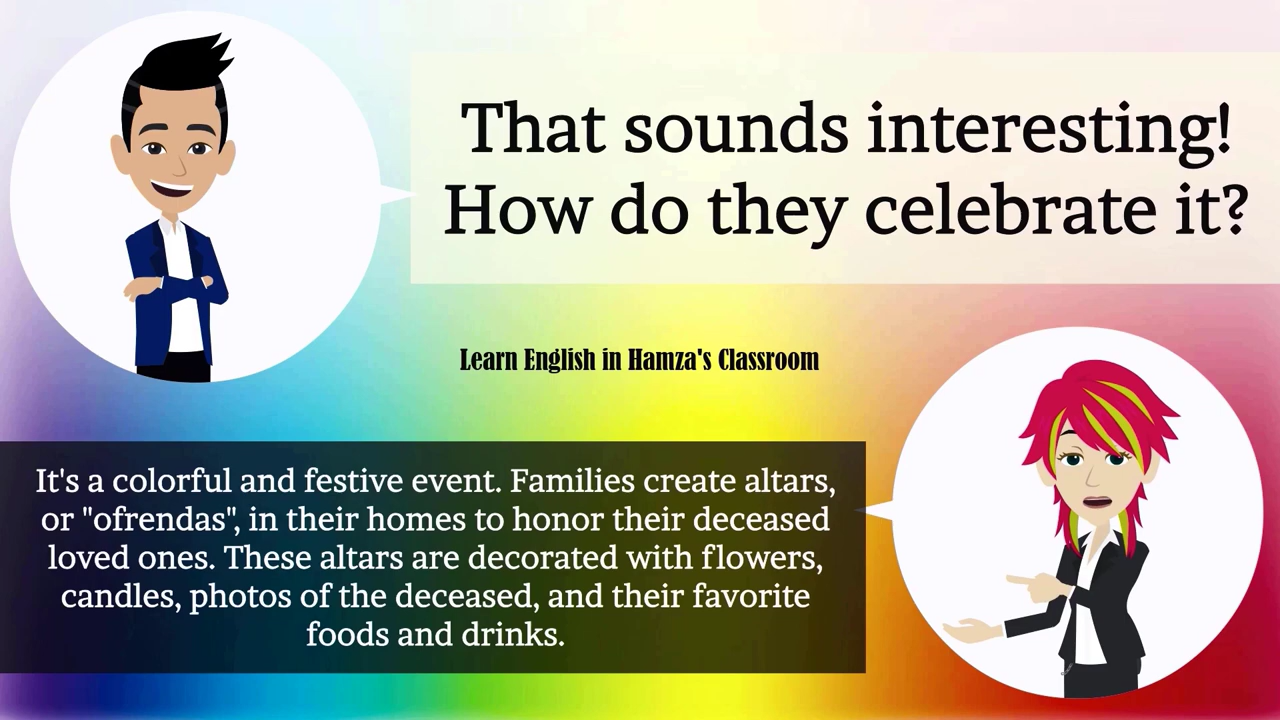 That sounds interesting!
How do they celebrate it?
Learn English in Hamza's Classroom
It's a colorful and festive event. Families create altars,
or "ofrendas", in their homes to honor their deceased
loved ones. These altars are decorated with flowers,
candles, photos of the deceased, and their favorite
foods and drinks.